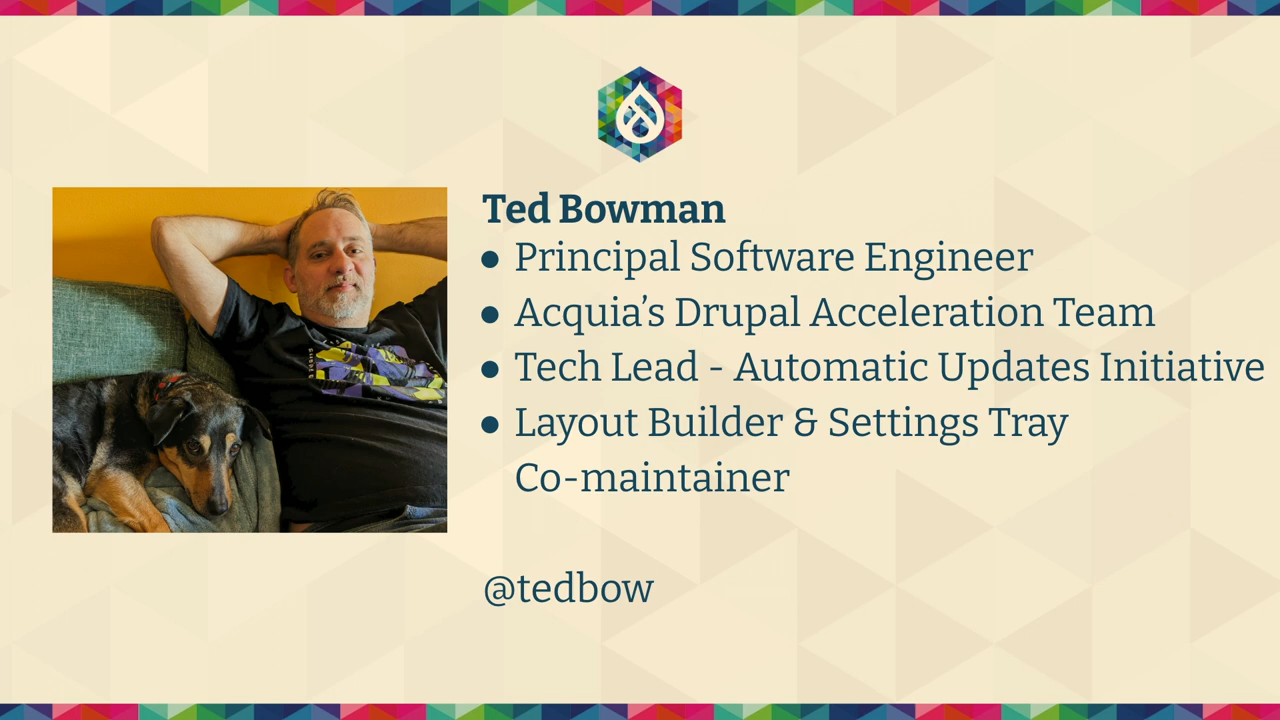 Ted Bowman
● Principal Software Engineer
● Acquia’s Drupal Acceleration Team
● Tech Lead - Automatic Updates Initiative
● Layout Builder & Settings Tray
Co-maintainer
@tedbow